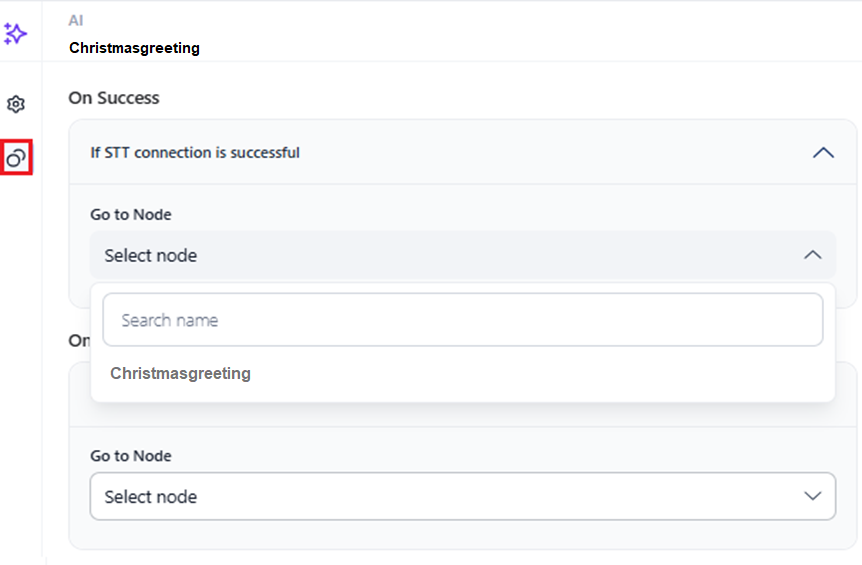 AI
Christmasgreeting
On Success
If STT connection is successful
Go to Node
Select node
Search name
On
Christmasgreeting
Go to Node
Select node